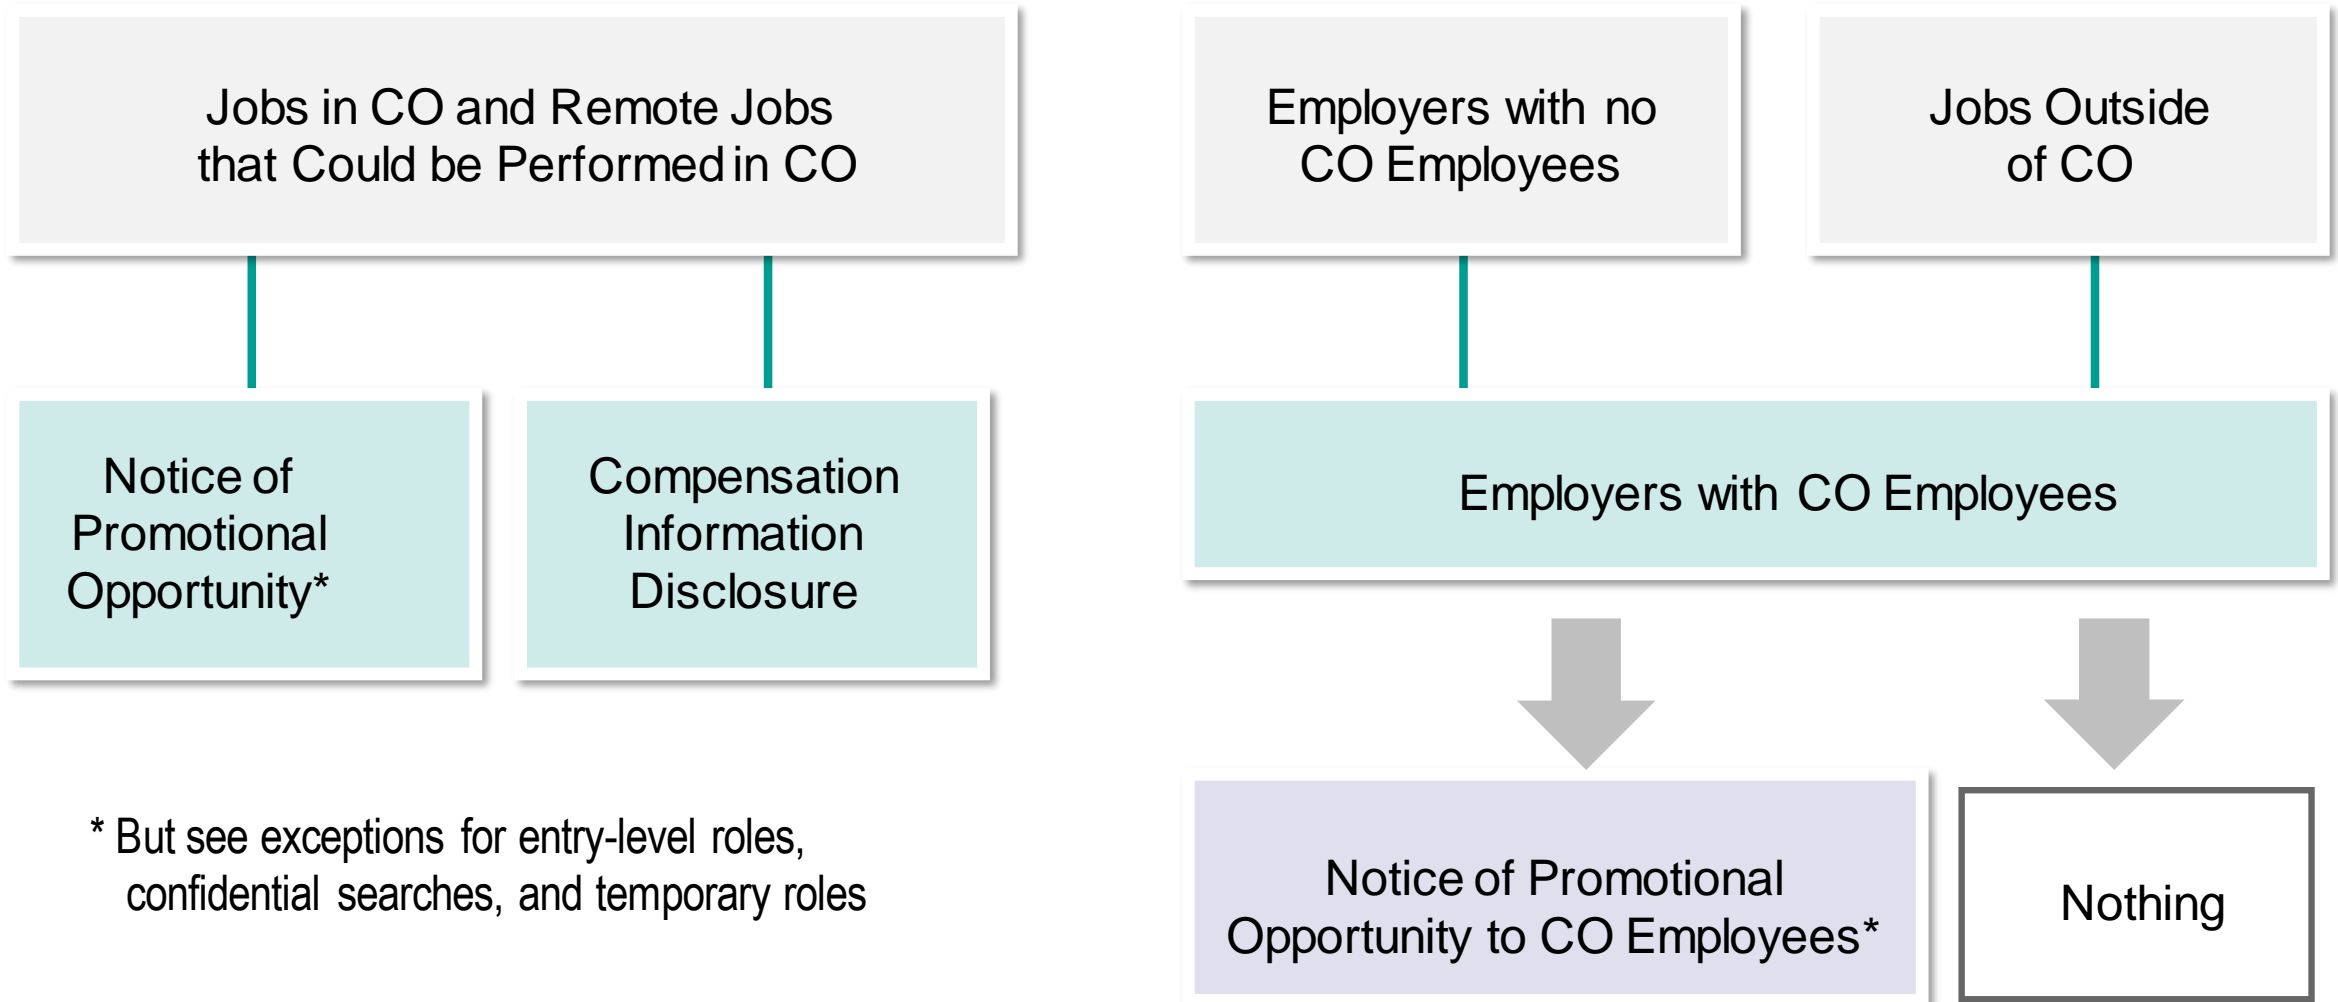 Jobs in CO and Remote Jobs
that Could be Performed in CO
Employers with no
CO Employees
Jobs Outside
of CO
Notice of
Promotional
Opportunity*
Compensation
Information
Disclosure
Employers with CO Employees
* But see exceptions for entry-level roles,
confidential searches, and temporary roles
Notice of Promotional
Opportunity to CO Employees*
Nothing